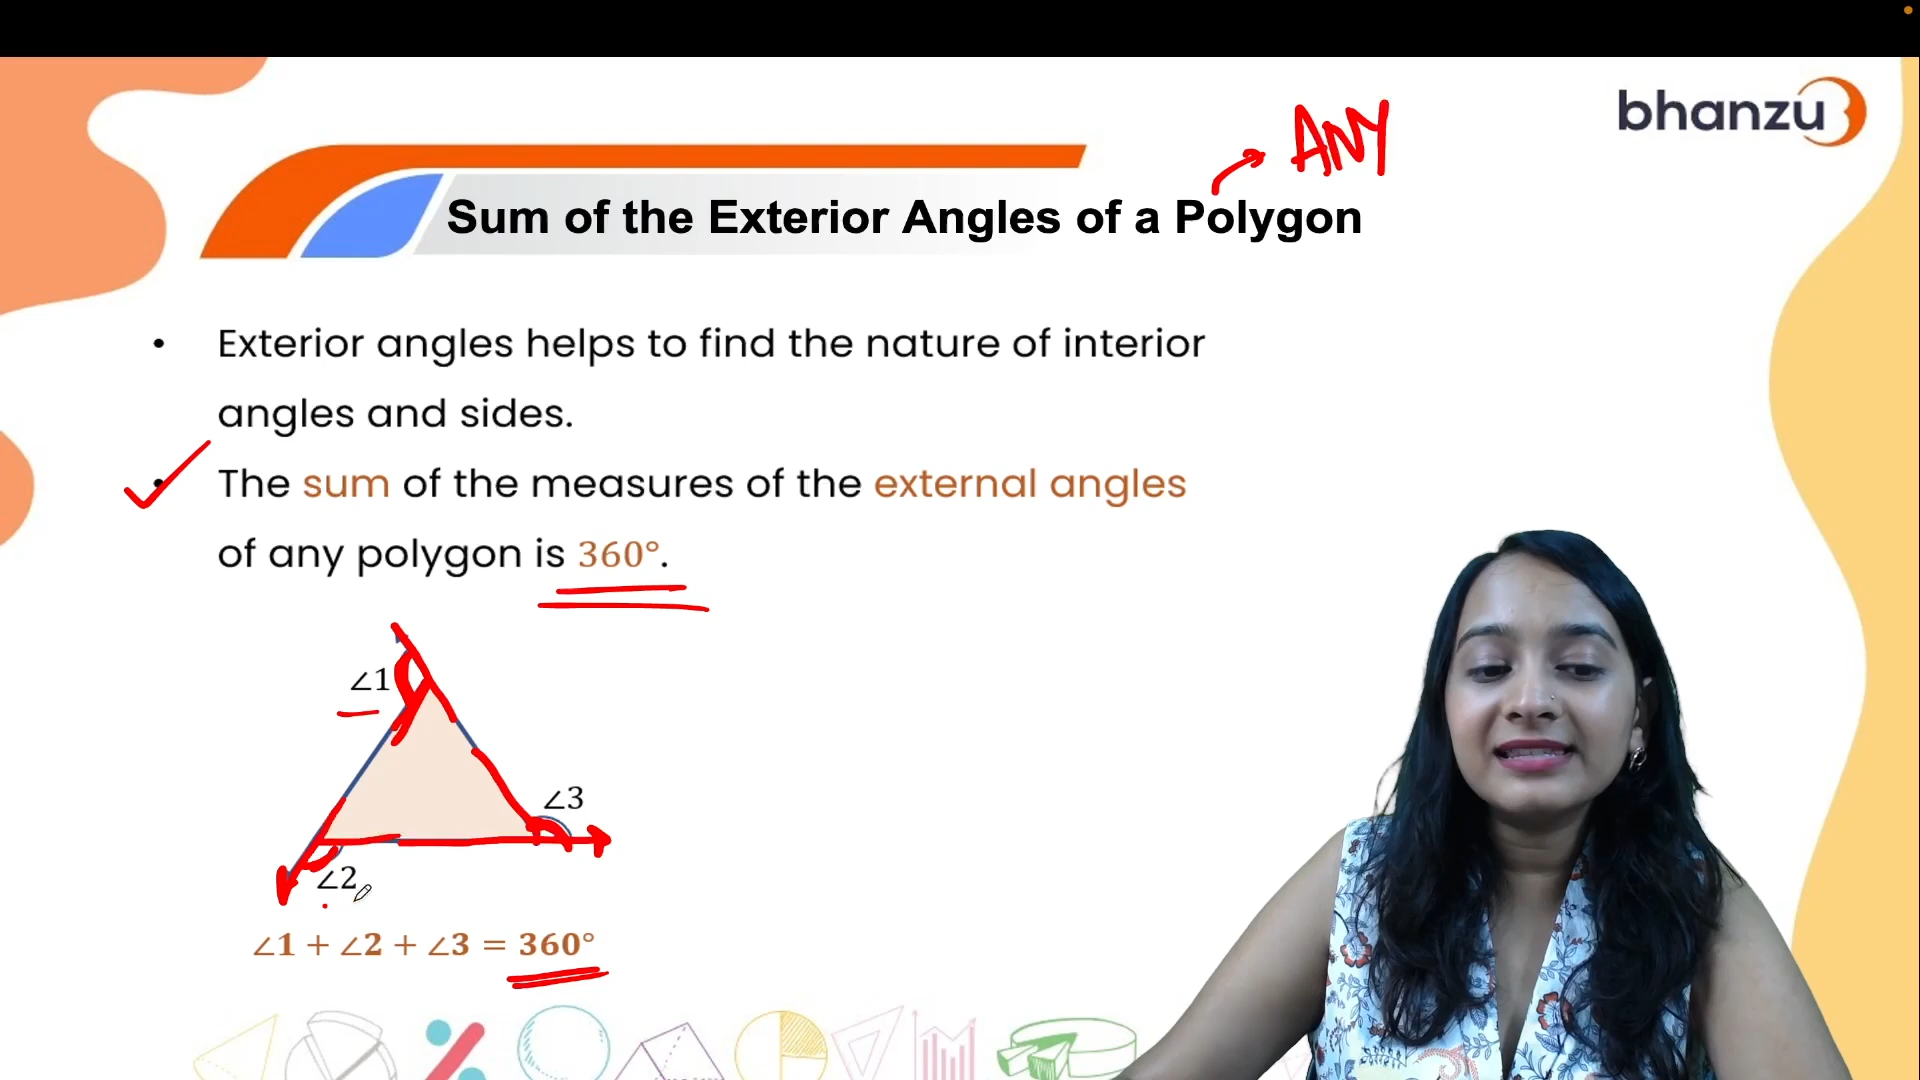 bhanzu
ANY
Sum of the Exterior Angles of a Polygon
• Exterior angles helps to find the nature of interior
angles and sides.
• The sum of the measures of the external angles
of any polygon is 360°.
∠1
∠3
∠2
∠1 + ∠2 + ∠3 = 360°